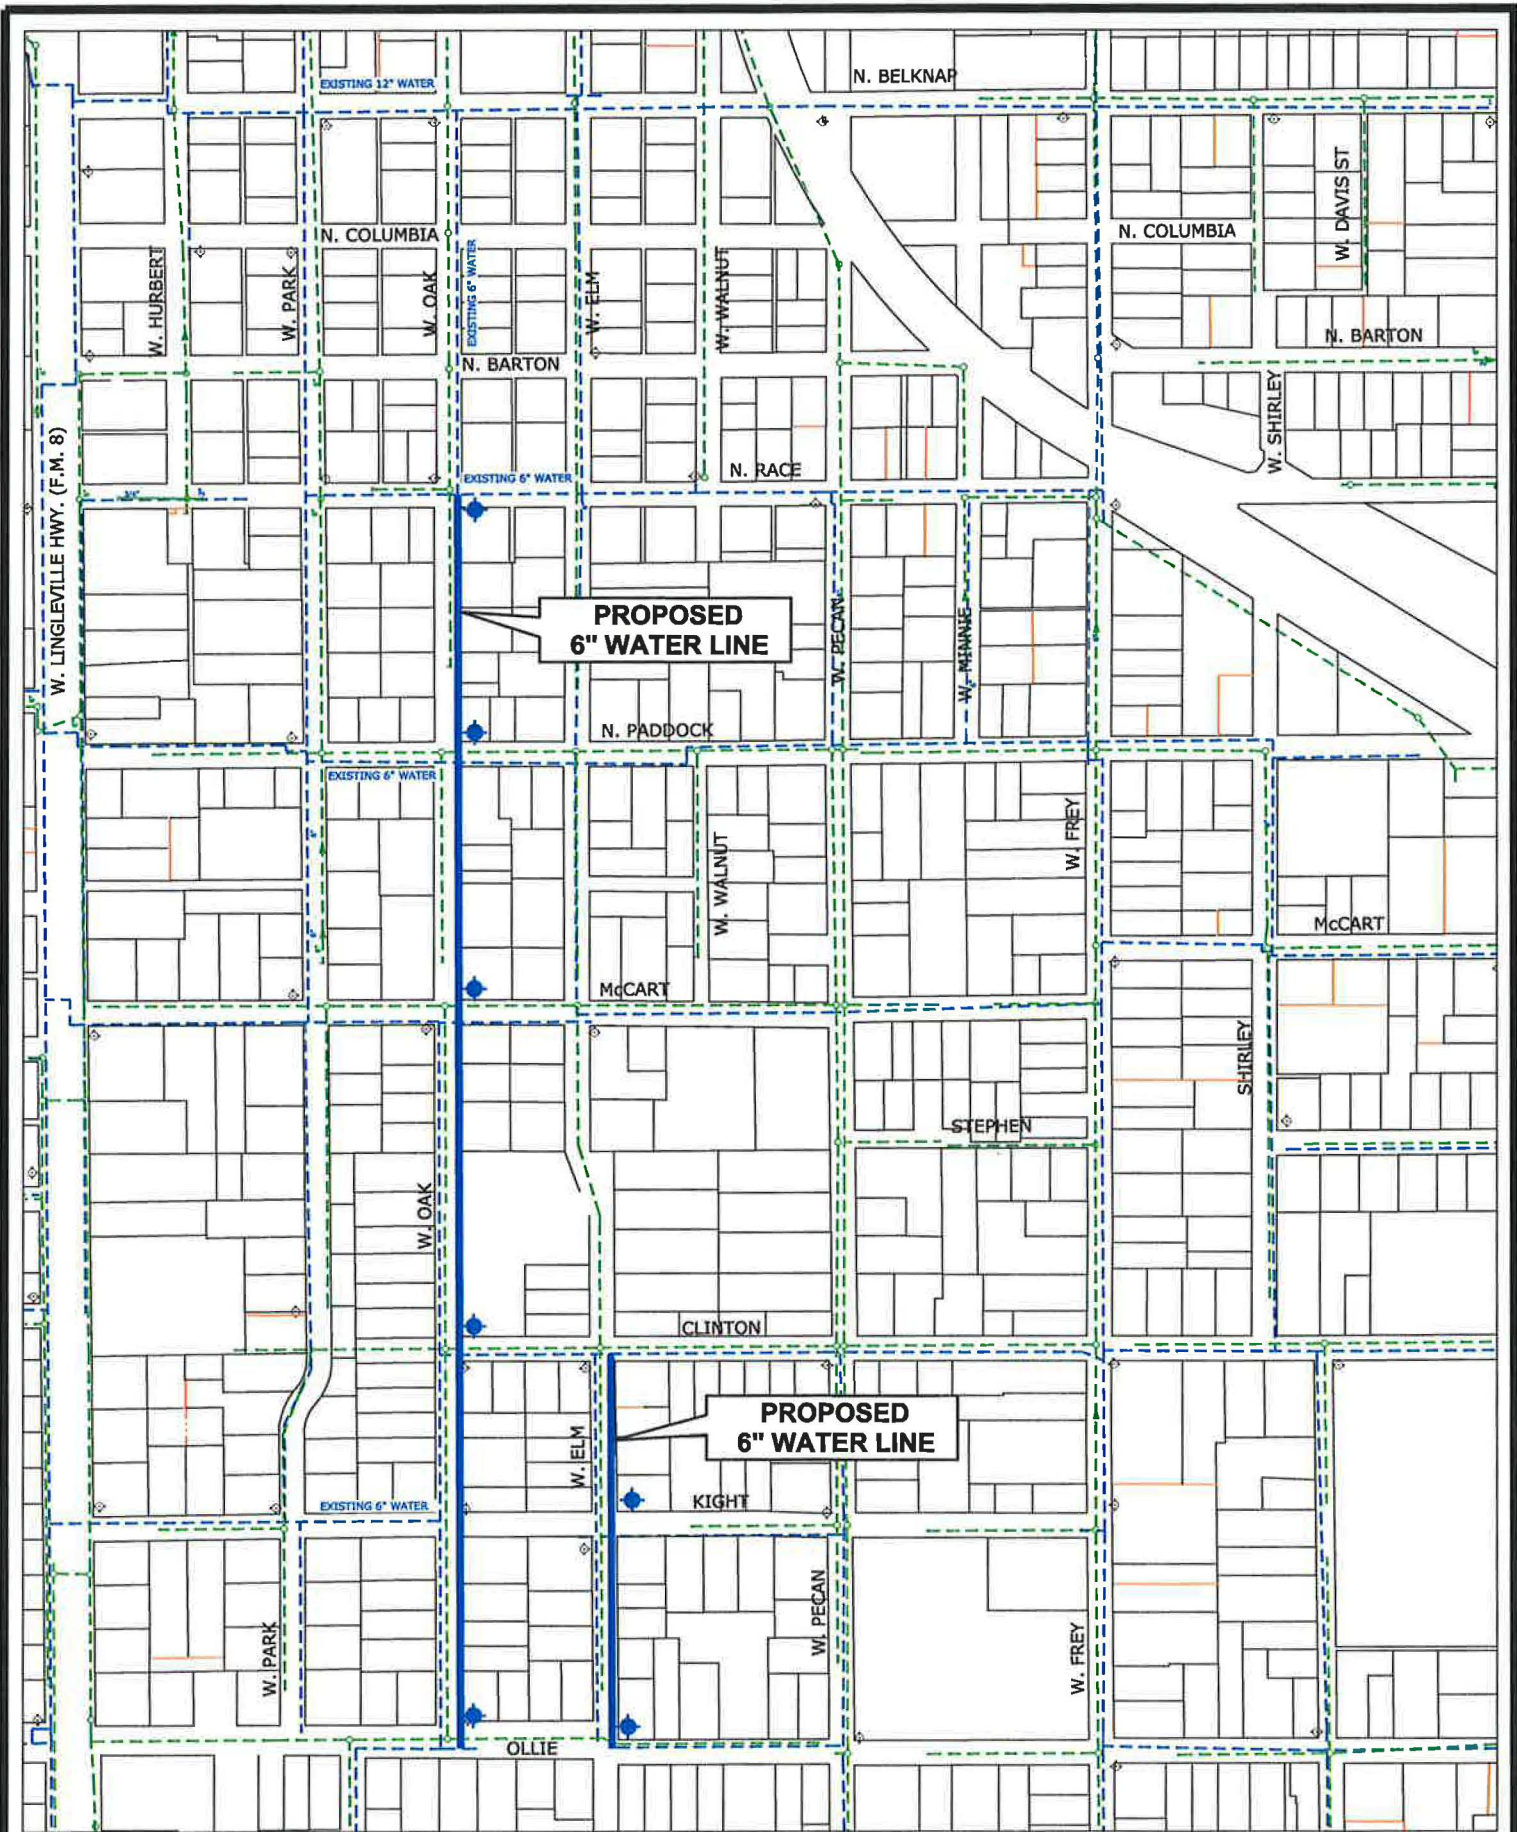 N. BELKNAP
EXISTING 12" WATER
W. DAVIS ST
N. COLUMBIA
N. COLUMBIA
W. HURBERT
W. PARK
W. OAK
EXISTING 6" WATER
W. ELM
W. WALNUT
N. BARTON
N. BARTON
W. SHIRLEY
W. LINGLEVILLE HWY. (F.M. 8)
N. RACE
EXISTING 6" WATER
PROPOSED
6" WATER LINE
W. PECAN
W. MINNIE
N. PADDOCK
EXISTING 6" WATER
W. FREY
W. WALNUT
McCART
McCART
SHIRLEY
STEPHEN
W. OAK
CLINTON
PROPOSED
6" WATER LINE
W. ELM
KIGHT
EXISTING 6" WATER
W. PECAN
W. PARK
W. FREY
OLLIE